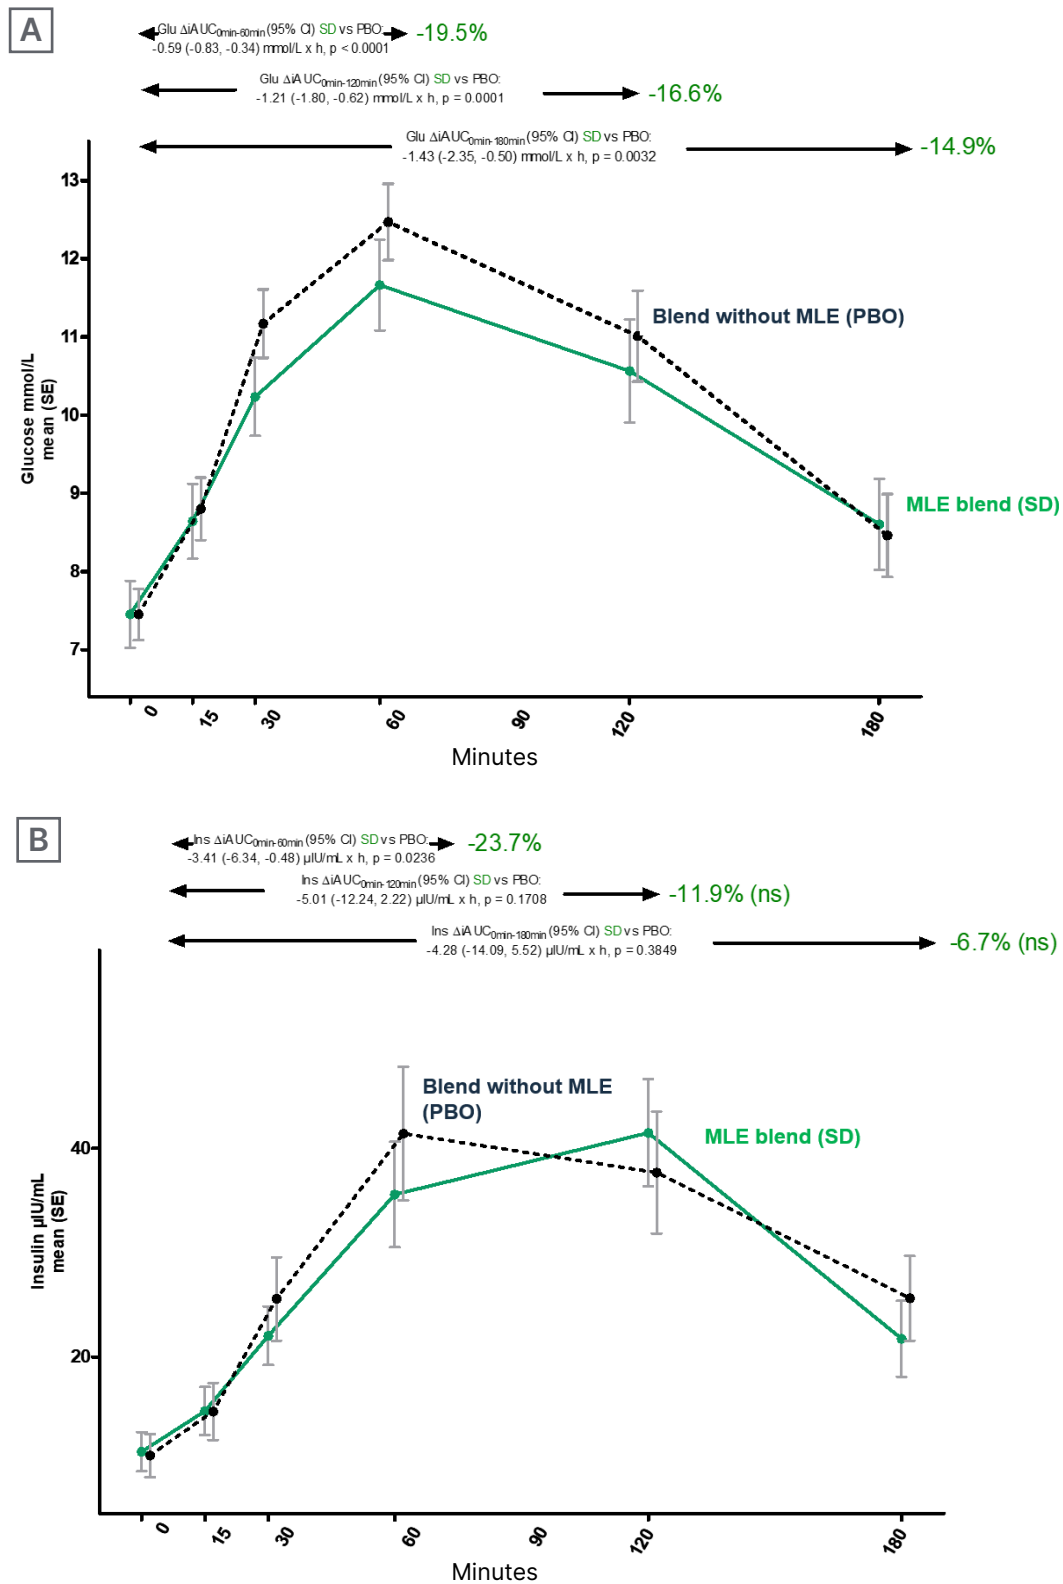 A
Glu ΔiAUC0min-60min (95% CI) SD vs PBO:
-0.59 (-0.83, -0.34) mmol/L x h, p < 0.0001
-19.5%
Glu ΔiAUC0min-120min (95% CI) SD vs PBO:
-1.21 (-1.80, -0.62) mmol/L x h, p = 0.0001
-16.6%
Glu ΔiAUC0min-180min (95% CI) SD vs PBO:
-1.43 (-2.35, -0.50) mmol/L x h, p = 0.0032
-14.9%
13
12
11
10
9
8
7
Glucose mmol/L
mean (SE)
Blend without MLE (PBO)
MLE blend (SD)
0
15
30
60
90
120
180
Minutes
B
Ins ΔiAUC0min-60min (95% CI) SD vs PBO:
-3.41 (-6.34, -0.48) µIU/mL x h, p = 0.0236
-23.7%
Ins ΔiAUC0min-120min (95% CI) SD vs PBO:
-5.01 (-12.24, 2.22) µIU/mL x h, p = 0.1708
-11.9% (ns)
Ins ΔiAUC0min-180min (95% CI) SD vs PBO:
-4.28 (-14.09, 5.52) µIU/mL x h, p = 0.3849
-6.7% (ns)
40
20
Insulin µIU/mL
mean (SE)
Blend without MLE
(PBO)
MLE blend (SD)
0
15
30
60
90
120
180
Minutes